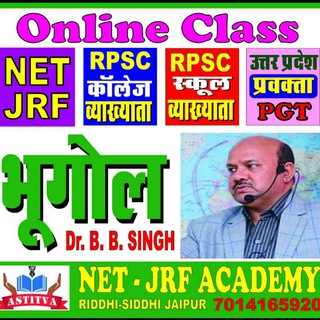 Online Class
NET
JRF
RPSC
कॉलेज
व्याख्याता
RPSC
स्कूल
व्याख्याता
उत्तर प्रदेश
प्रवक्ता
PGT
भूगोल
Dr. B. B. SINGH
ASTITVA
NET - JRF ACADEMY
RIDDHI-SIDDHI JAIPUR 7014165920